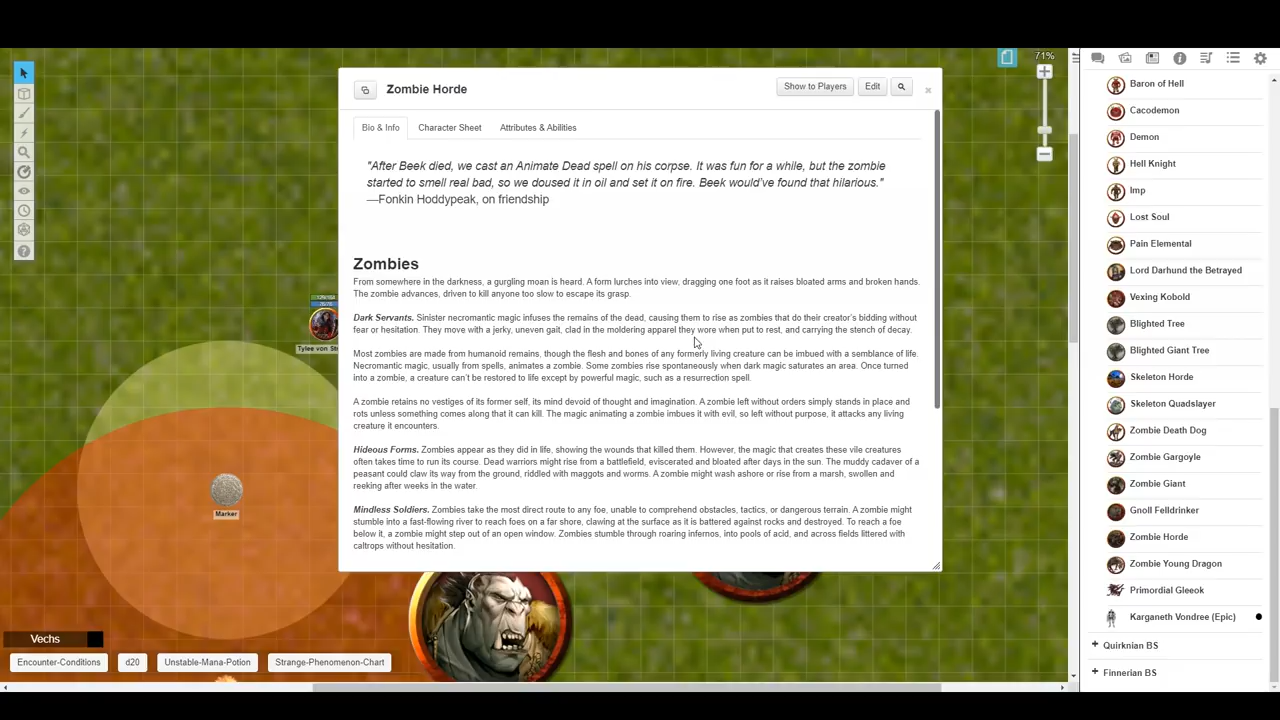 71%
Zombie Horde
Show to Players
Edit
Bio & Info
Character Sheet
Attributes & Abilities
"After Beek died, we cast an Animate Dead spell on his corpse. It was fun for a while, but the zombie
started to smell real bad, so we doused it in oil and set it on fire. Beek would've found that hilarious."
—Fonkin Hoddypeak, on friendship
Zombies
From somewhere in the darkness, a gurgling moan is heard. A form lurches into view, dragging one foot as it raises bloated arms and broken hands.
The zombie advances, driven to kill anyone too slow to escape its grasp.
Dark Servants. Sinister necromantic magic infuses the remains of the dead, causing them to rise as zombies that do their creator's bidding without
fear or hesitation. They move with a jerky, uneven gait, clad in the moldering apparel they wore when put to rest, and carrying the stench of decay.
Most zombies are made from humanoid remains, though the flesh and bones of any formerly living creature can be imbued with a semblance of life.
Necromantic magic, usually from spells, animates a zombie. Some zombies rise spontaneously when dark magic saturates an area. Once turned
into a zombie, a creature can't be restored to life except by powerful magic, such as a resurrection spell.
A zombie retains no vestiges of its former self, its mind devoid of thought and imagination. A zombie left without orders simply stands in place and
rots unless something comes along that it can kill. The magic animating a zombie imbues it with evil, so left without purpose, it attacks any living
creature it encounters.
Hideous Forms. Zombies appear as they did in life, showing the wounds that killed them. However, the magic that creates these vile creatures
often takes time to run its course. Dead warriors might rise from a battlefield, eviscerated and bloated after days in the sun. The muddy cadaver of a
peasant could claw its way from the ground, riddled with maggots and worms. A zombie might wash ashore or rise from a marsh, swollen and
reeking after weeks in the water.
Mindless Soldiers. Zombies take the most direct route to any foe, unable to comprehend obstacles, tactics, or dangerous terrain. A zombie might
stumble into a fast-flowing river to reach foes on a far shore, clawing at the surface as it is battered against rocks and destroyed. To reach a foe
below it, a zombie might step out of an open window. Zombies stumble through roaring infernos, into pools of acid, and across fields littered with
caltrops without hesitation.
Tylee von
Marker
Vechs
Encounter-Conditions
d20
Unstable-Mana-Potion
Strange-Phenomenon-Chart
Baron of Hell
Cacodemon
Demon
Hell Knight
Imp
Lost Soul
Pain Elemental
Lord Darhund the Betrayed
Vexing Kobold
Blighted Tree
Blighted Giant Tree
Skeleton Horde
Skeleton Quadslayer
Zombie Death Dog
Zombie Gargoyle
Zombie Giant
Gnoll Felldrinker
Zombie Horde
Zombie Young Dragon
Primordial Gleeok
Karganeth Vondree (Epic)
Quirknian BS
Finnerian BS